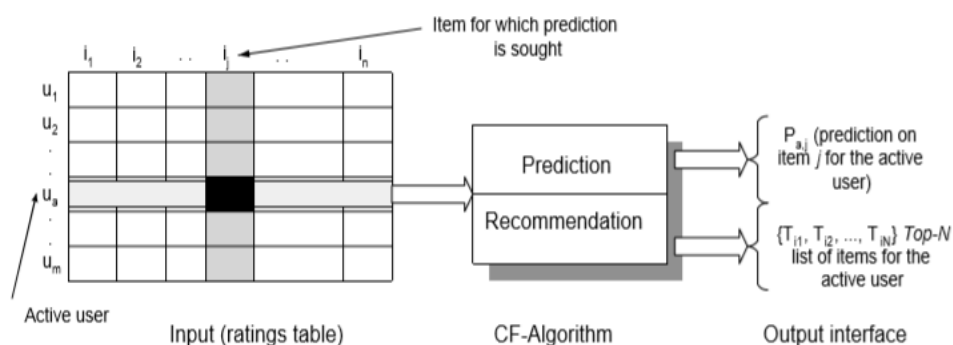 Item for which prediction
is sought
i1 i2 . . ij . . in
u1
u2
.
.
ua
.
.
um
Active user
Input (ratings table)
Prediction
Recommendation
CF-Algorithm
Pa,j (prediction on
item j for the active
user)
{Ti1, Ti2, ..., TiN} Top-N
list of items for the
active user
Output interface